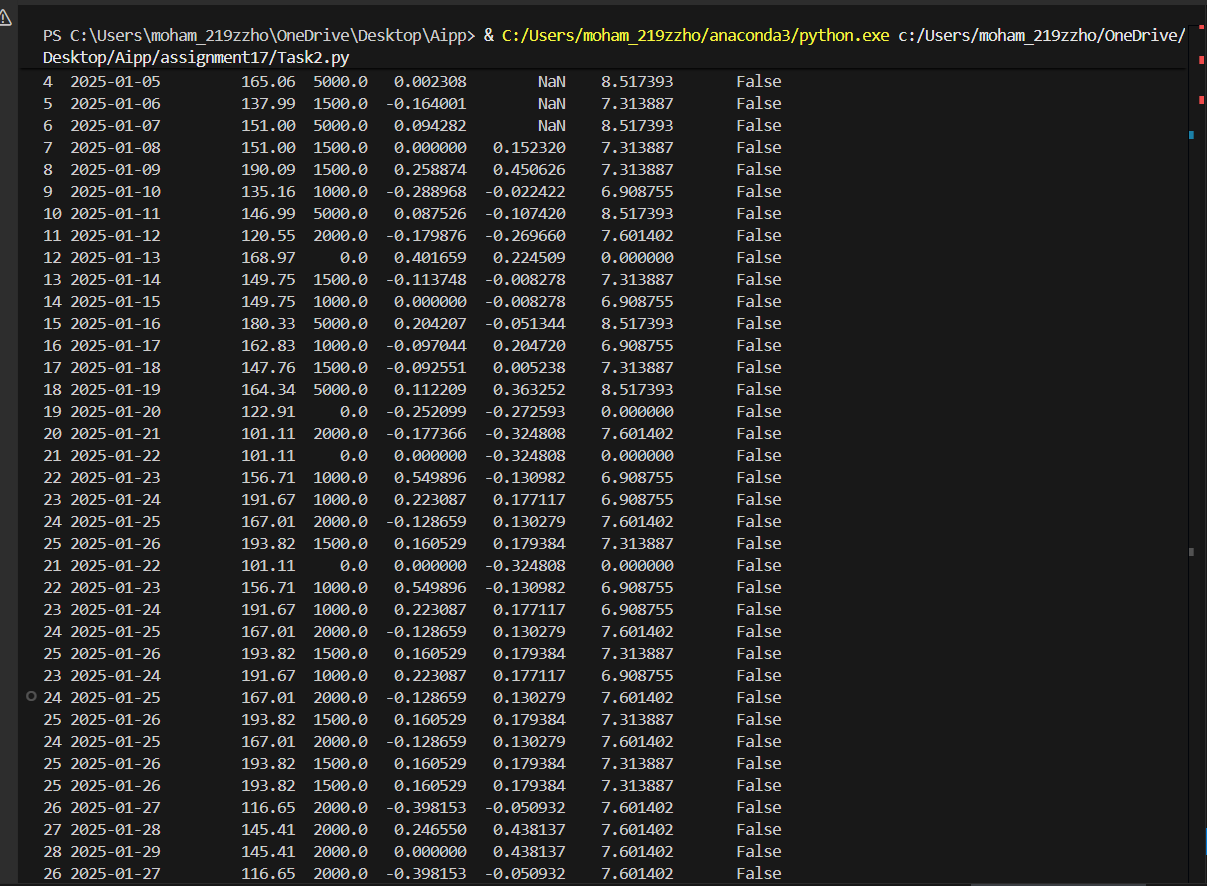 PS C:\Users\moham_219zzho\OneDrive\Desktop\Aipp> & C:/Users/moham_219zzho/anaconda3/python.exe c:/Users/moham_219zzho/OneDrive/
Desktop/Aipp/assignment17/Task2.py
4 2025-01-05 165.06 5000.0 0.002308 NaN 8.517393 False
5 2025-01-06 137.99 1500.0 -0.164001 NaN 7.313887 False
6 2025-01-07 151.00 5000.0 0.094282 NaN 8.517393 False
7 2025-01-08 151.00 1500.0 0.000000 0.152320 7.313887 False
8 2025-01-09 190.09 1500.0 0.258874 0.450626 7.313887 False
9 2025-01-10 135.16 1000.0 -0.288968 -0.022422 6.908755 False
10 2025-01-11 146.99 5000.0 0.087526 -0.107420 8.517393 False
11 2025-01-12 120.55 2000.0 -0.179876 -0.269660 7.601402 False
12 2025-01-13 168.97 0.0 0.401659 0.224509 0.000000 False
13 2025-01-14 149.75 1500.0 -0.113748 -0.008278 7.313887 False
14 2025-01-15 149.75 1000.0 0.000000 -0.008278 6.908755 False
15 2025-01-16 180.33 5000.0 0.204207 -0.051344 8.517393 False
16 2025-01-17 162.83 1000.0 -0.097044 0.204720 6.908755 False
17 2025-01-18 147.76 1500.0 -0.092551 0.005238 7.313887 False
18 2025-01-19 164.34 5000.0 0.112209 0.363252 8.517393 False
19 2025-01-20 122.91 0.0 -0.252099 -0.272593 0.000000 False
20 2025-01-21 101.11 2000.0 -0.177366 -0.324808 7.601402 False
21 2025-01-22 101.11 0.0 0.000000 -0.324808 0.000000 False
22 2025-01-23 156.71 1000.0 0.549896 -0.130982 6.908755 False
23 2025-01-24 191.67 1000.0 0.223087 0.177117 6.908755 False
24 2025-01-25 167.01 2000.0 -0.128659 0.130279 7.601402 False
25 2025-01-26 193.82 1500.0 0.160529 0.179384 7.313887 False
21 2025-01-22 101.11 0.0 0.000000 -0.324808 0.000000 False
22 2025-01-23 156.71 1000.0 0.549896 -0.130982 6.908755 False
23 2025-01-24 191.67 1000.0 0.223087 0.177117 6.908755 False
24 2025-01-25 167.01 2000.0 -0.128659 0.130279 7.601402 False
25 2025-01-26 193.82 1500.0 0.160529 0.179384 7.313887 False
23 2025-01-24 191.67 1000.0 0.223087 0.177117 6.908755 False
24 2025-01-25 167.01 2000.0 -0.128659 0.130279 7.601402 False
25 2025-01-26 193.82 1500.0 0.160529 0.179384 7.313887 False
24 2025-01-25 167.01 2000.0 -0.128659 0.130279 7.601402 False
25 2025-01-26 193.82 1500.0 0.160529 0.179384 7.313887 False
25 2025-01-26 193.82 1500.0 0.160529 0.179384 7.313887 False
26 2025-01-27 116.65 2000.0 -0.398153 -0.050932 7.601402 False
27 2025-01-28 145.41 2000.0 0.246550 0.438137 7.601402 False
28 2025-01-29 145.41 2000.0 0.000000 0.438137 7.601402 False
26 2025-01-27 116.65 2000.0 -0.398153 -0.050932 7.601402 False